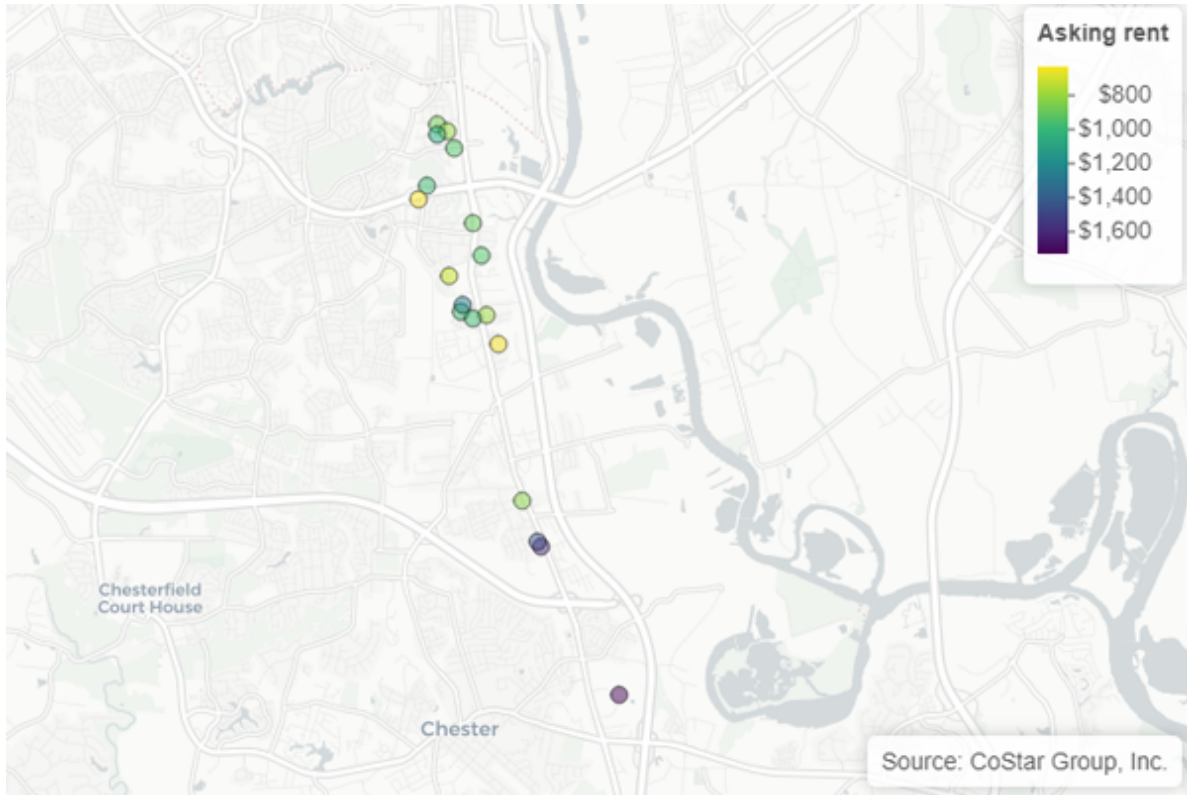 Asking rent
$800
$1,000
$1,200
$1,400
$1,600
Chesterfield
Court House
Chester
Source: CoStar Group, Inc.